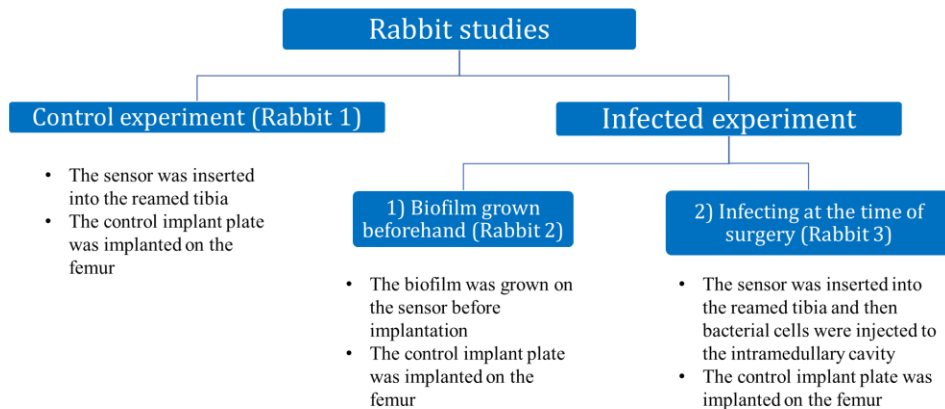 Rabbit studies
Control experiment (Rabbit 1)
Infected experiment
• The sensor was inserted
into the reamed tibia
• The control implant plate
was implanted on the
femur
1) Biofilm grown
beforehand (Rabbit 2)
2) Infecting at the time of
surgery (Rabbit 3)
• The biofilm was grown on
the sensor before
implantation
• The control implant plate
was implanted on the
femur
• The sensor was inserted into
the reamed tibia and then
bacterial cells were injected to
the intramedullary cavity
• The control implant plate was
implanted on the femur